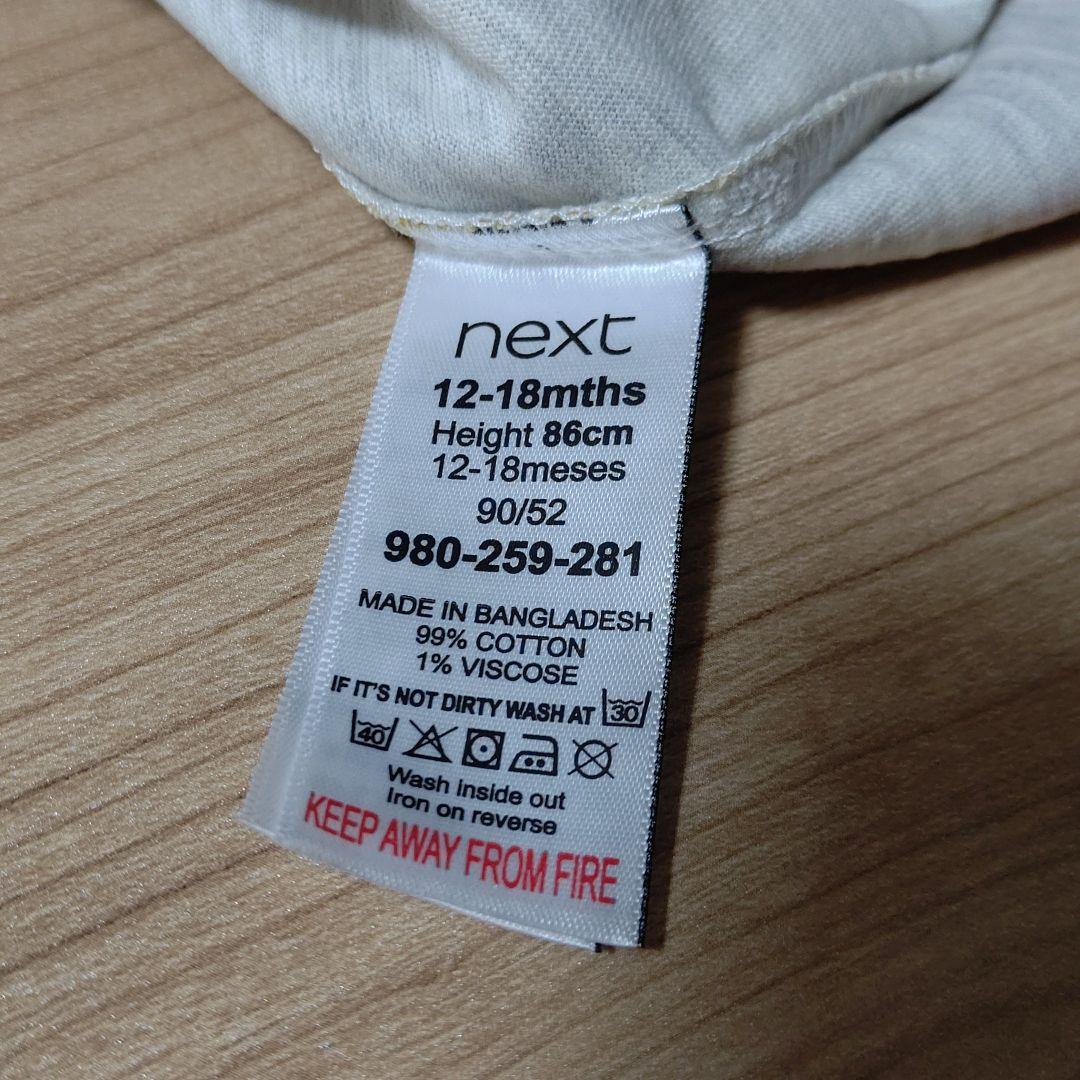 next
12-18mths
Height 86cm
12-18meses
90/52
980-259-281
MADE IN BANGLADESH
99% COTTON
1% VISCOSE
IF IT'S NOT DIRTY WASH AT 30
40
Wash inside out
Iron on reverse
KEEP AWAY FROM FIRE